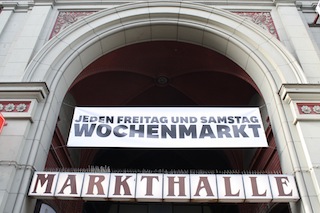 JEDEN FREITAG UND SAMSTAG
WOCHENMARKT
MARKTHALLE